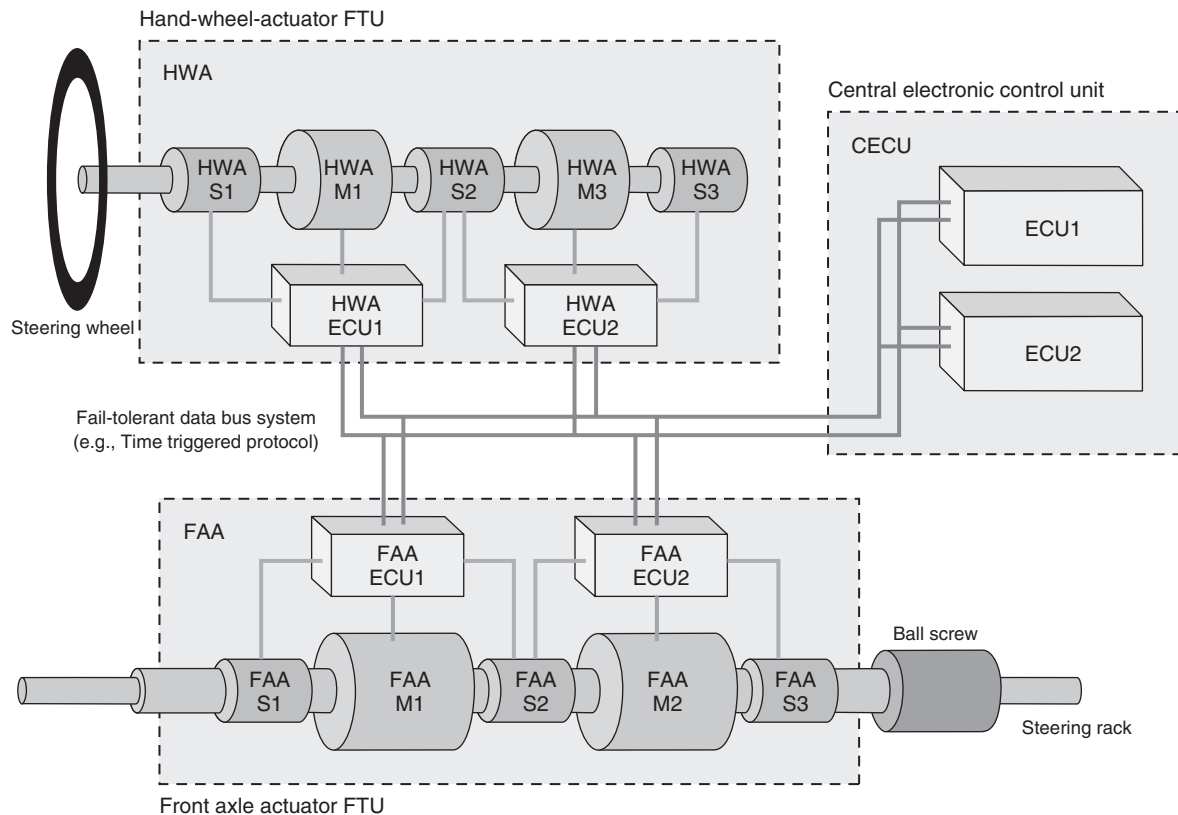 Hand-wheel-actuator FTU
HWA
HWA
S1
HWA
M1
HWA
S2
HWA
M3
HWA
S3
HWA
ECU1
HWA
ECU2
Steering wheel
Central electronic control unit
CECU
ECU1
ECU2
Fail-tolerant data bus system
(e.g., Time triggered protocol)
FAA
FAA
ECU1
FAA
ECU2
FAA
S1
FAA
M1
FAA
S2
FAA
M2
FAA
S3
Ball screw
Steering rack
Front axle actuator FTU